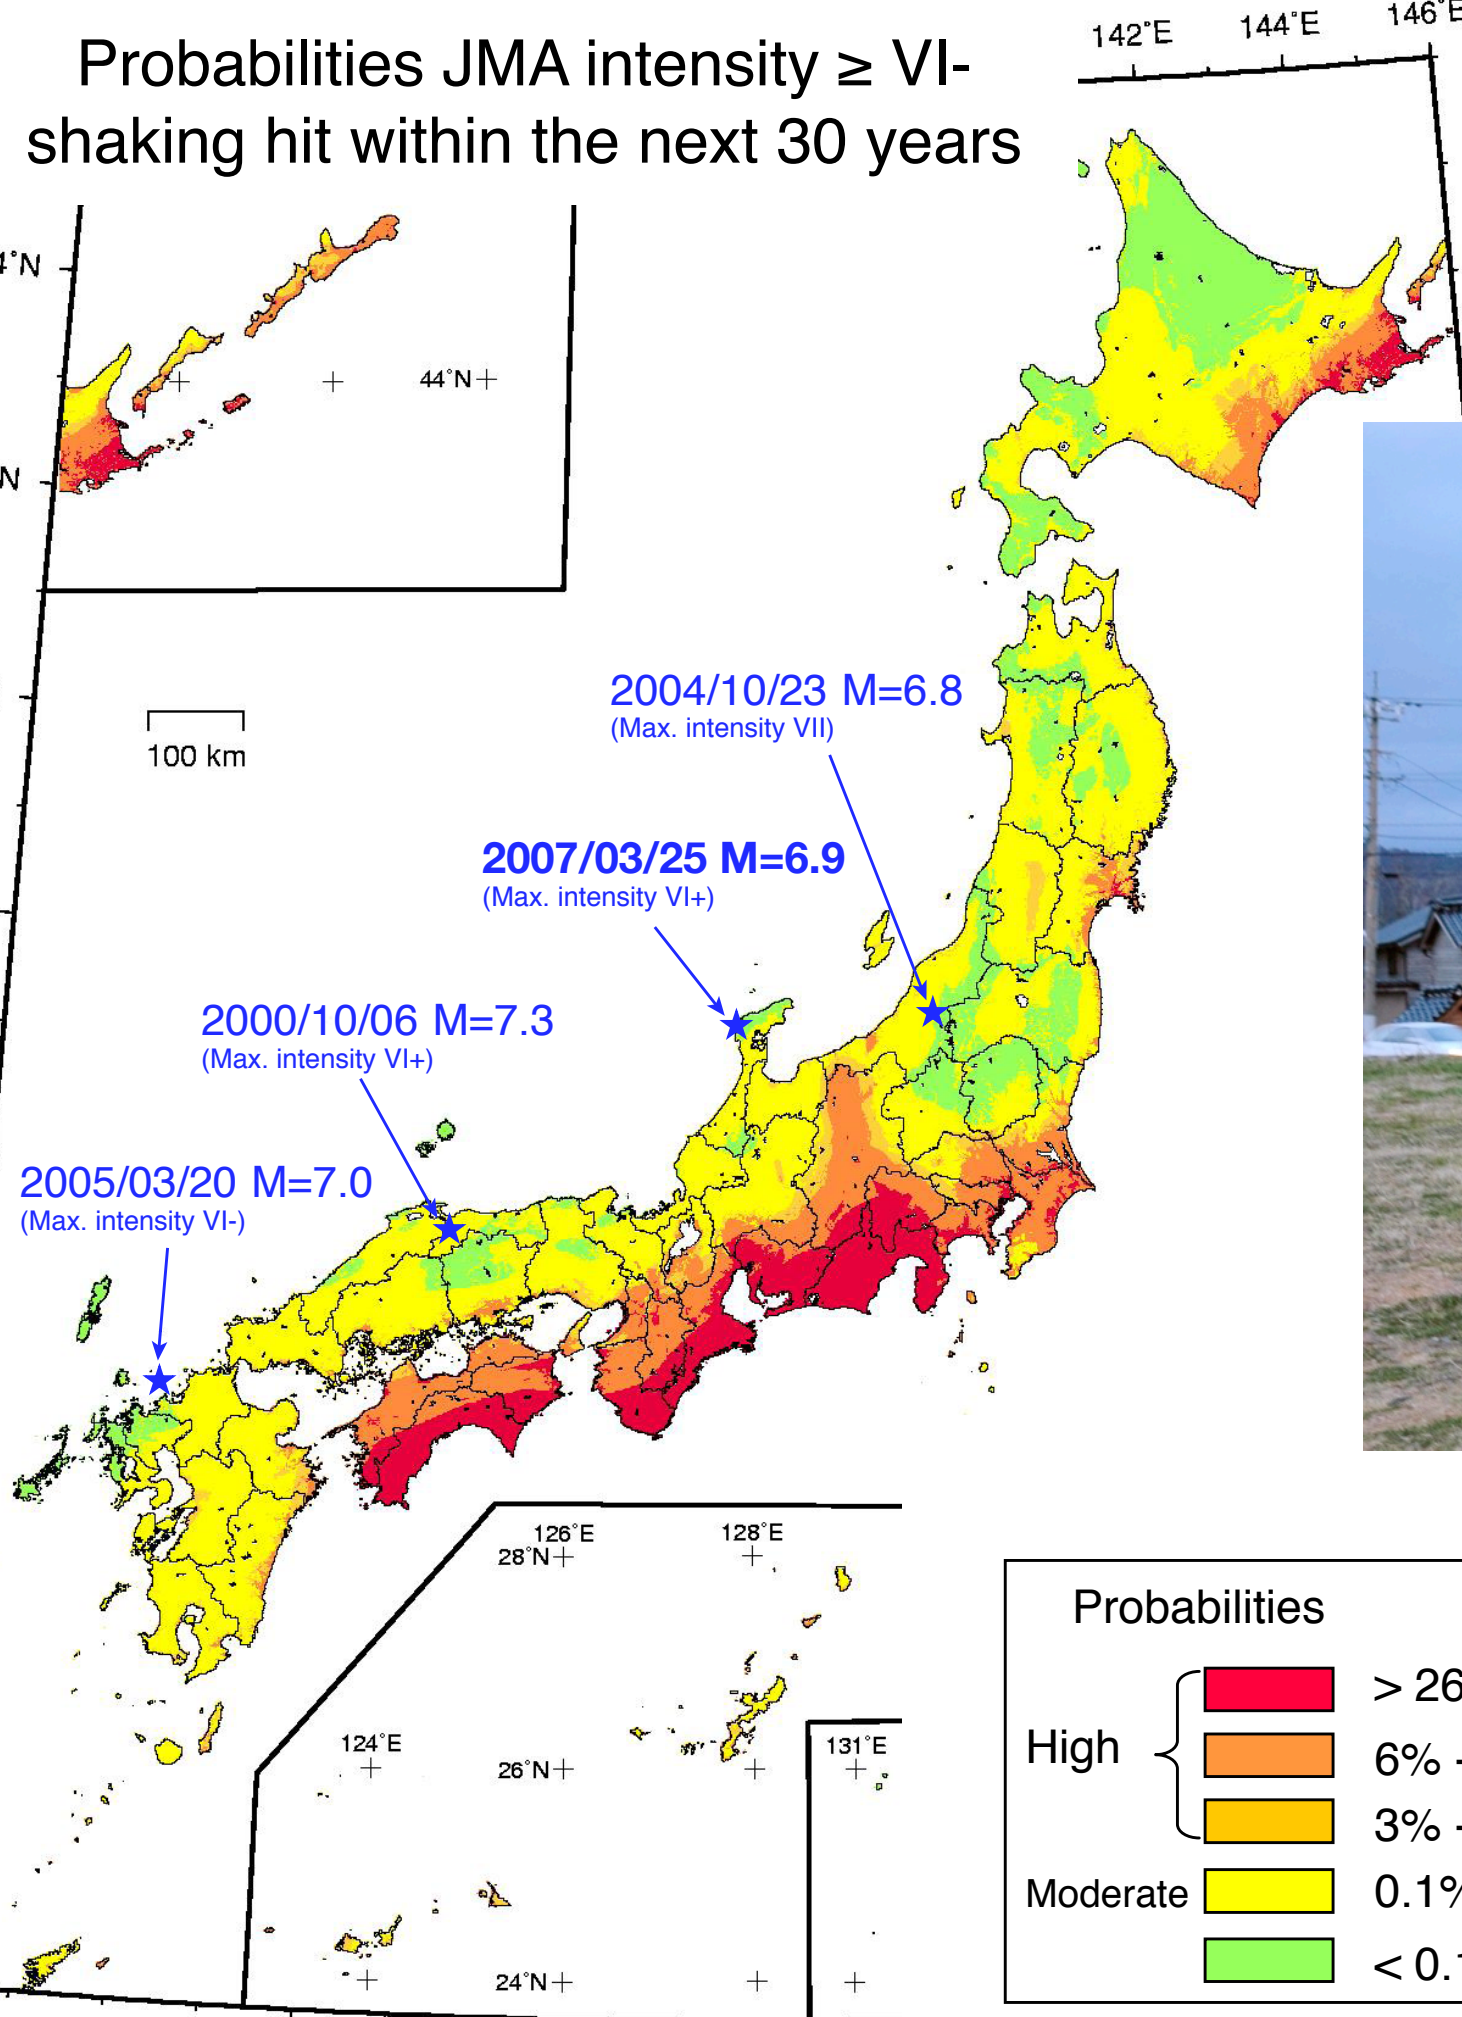 Probabilities JMA intensity ≥ VI-
shaking hit within the next 30 years
142°E 144°E 146°E
4°N
44°N
N
100 km
2004/10/23 M=6.8
(Max. intensity VII)
2007/03/25 M=6.9
(Max. intensity VI+)
2000/10/06 M=7.3
(Max. intensity VI+)
2005/03/20 M=7.0
(Max. intensity VI-)
126°E 128°E
28°N
124°E 131°E
26°N
24°N
Probabilities
High
> 26
6% -
3% -
Moderate 0.1%
< 0.1